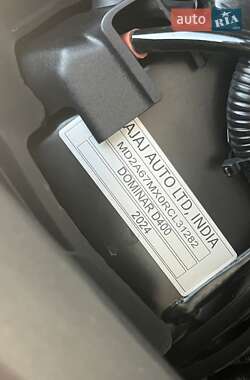 AUTO RIA
AJAJ AUTO LTD, INDIA
MD2A67MX0RCL31282
DOMINAR D400
2024